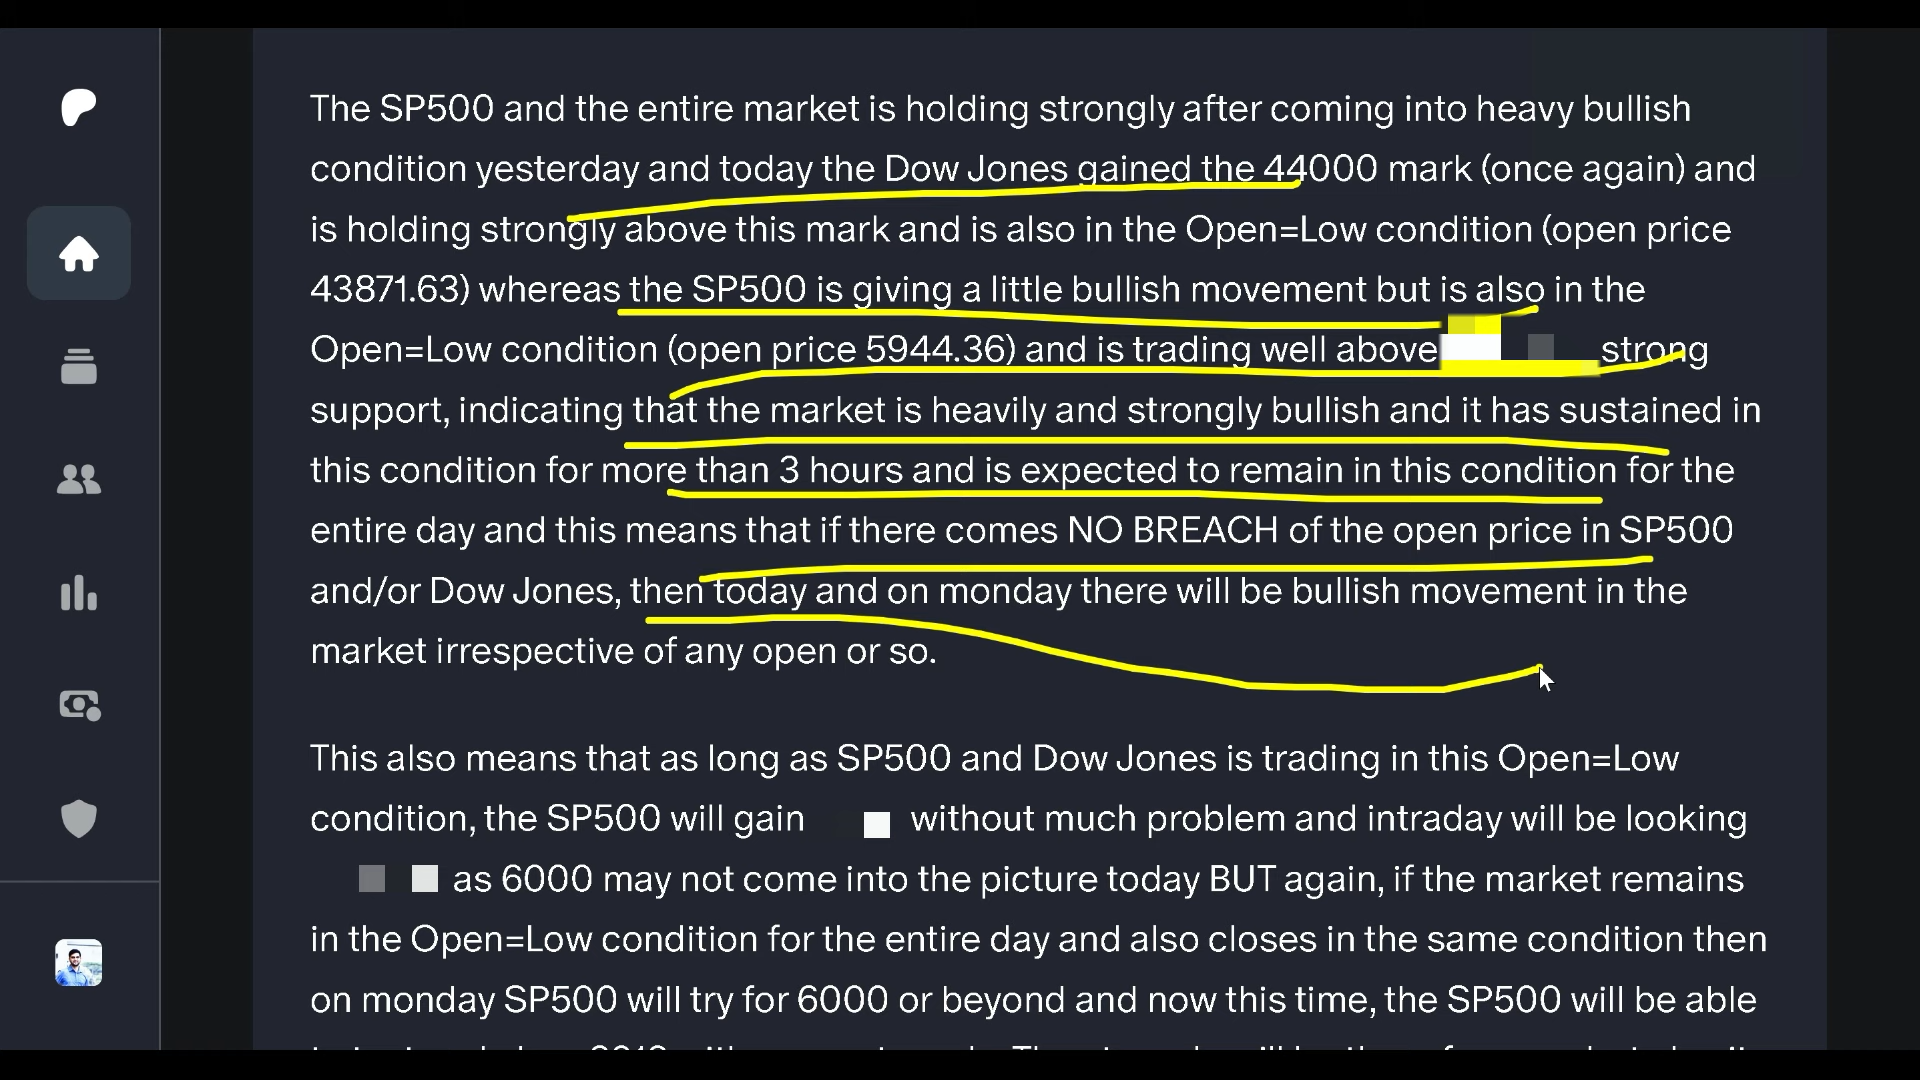 The SP500 and the entire market is holding strongly after coming into heavy bullish
condition yesterday and today the Dow Jones gained the 44000 mark (once again) and
is holding strongly above this mark and is also in the Open=Low condition (open price
43871.63) whereas the SP500 is giving a little bullish movement but is also in the
Open=Low condition (open price 5944.36) and is trading well above strong
support, indicating that the market is heavily and strongly bullish and it has sustained in
this condition for more than 3 hours and is expected to remain in this condition for the
entire day and this means that if there comes NO BREACH of the open price in SP500
and/or Dow Jones, then today and on monday there will be bullish movement in the
market irrespective of any open or so.
This also means that as long as SP500 and Dow Jones is trading in this Open=Low
condition, the SP500 will gain without much problem and intraday will be looking
as 6000 may not come into the picture today BUT again, if the market remains
in the Open=Low condition for the entire day and also closes in the same condition then
on monday SP500 will try for 6000 or beyond and now this time, the SP500 will be able